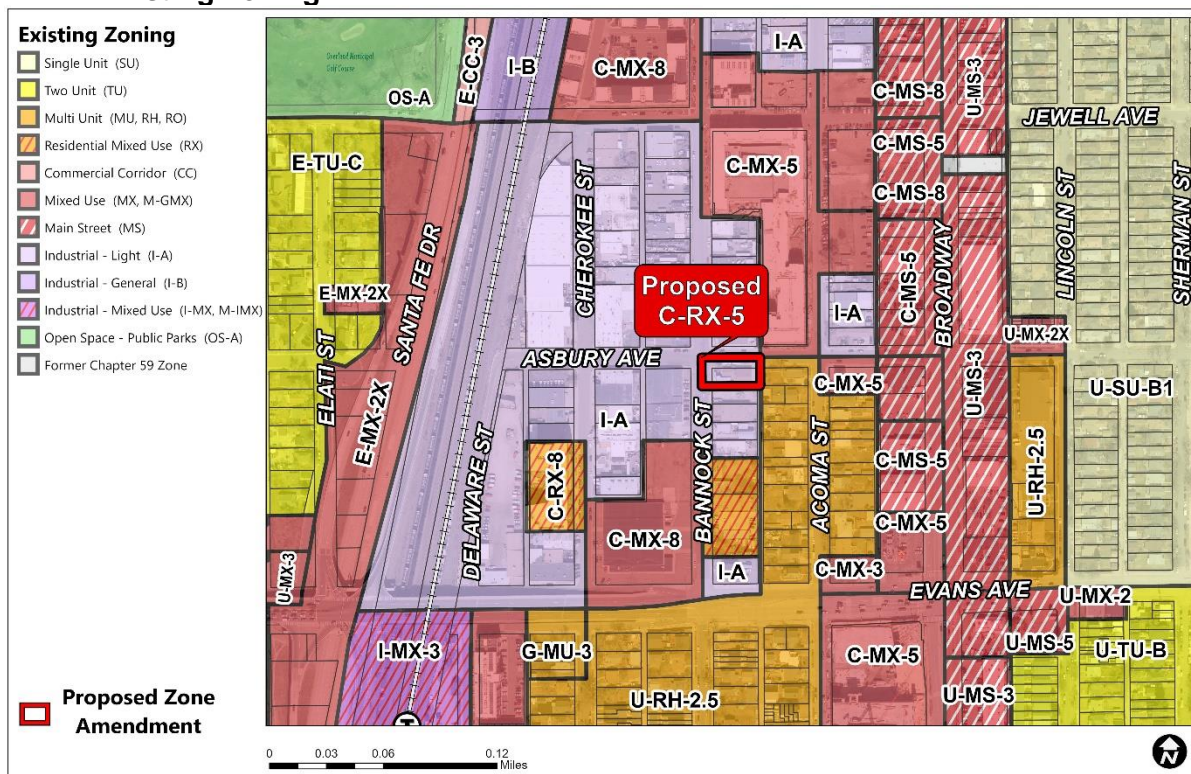 Existing Zoning
Single Unit (SU)
Two Unit (TU)
Multi Unit (MU, RH, RO)
Residential Mixed Use (RX)
Commercial Corridor (CC)
Mixed Use (MX, M-GMX)
Main Street (MS)
Industrial - Light (I-A)
Industrial - General (I-B)
Industrial - Mixed Use (I-MX, M-IMX)
Open Space - Public Parks (OS-A)
Former Chapter 59 Zone
Proposed Zone
Amendment
Overland Municipal
Golf Course
OS-A
E-CC-3
I-B
C-MX-8
I-A
C-MS-8
U-MS-3
JEWELL AVE
E-TU-C
CHEROKEE ST
C-MX-5
C-MS-5
C-MS-8
LINCOLN ST
SHERMAN ST
SANTA FE DR
E-MX-2X
Proposed
C-RX-5
I-A
C-MS-5
BROADWAY
U-MX-2X
ELATI ST
ASBURY AVE
E-MX-2X
C-MX-5
U-MS-3
U-SU-B1
I-A
BANNOCK ST
ACOMA ST
C-RX-8
C-MS-5
U-RH-2.5
DELAWARE ST
C-MX-8
C-MX-5
I-A
C-MX-3
U-MX-3
EVANS AVE
U-MX-2
I-MX-3
G-MU-3
U-RH-2.5
C-MX-5
U-MS-5
U-TU-B
U-MS-3
T
0 0.03 0.06 0.12
Miles
N